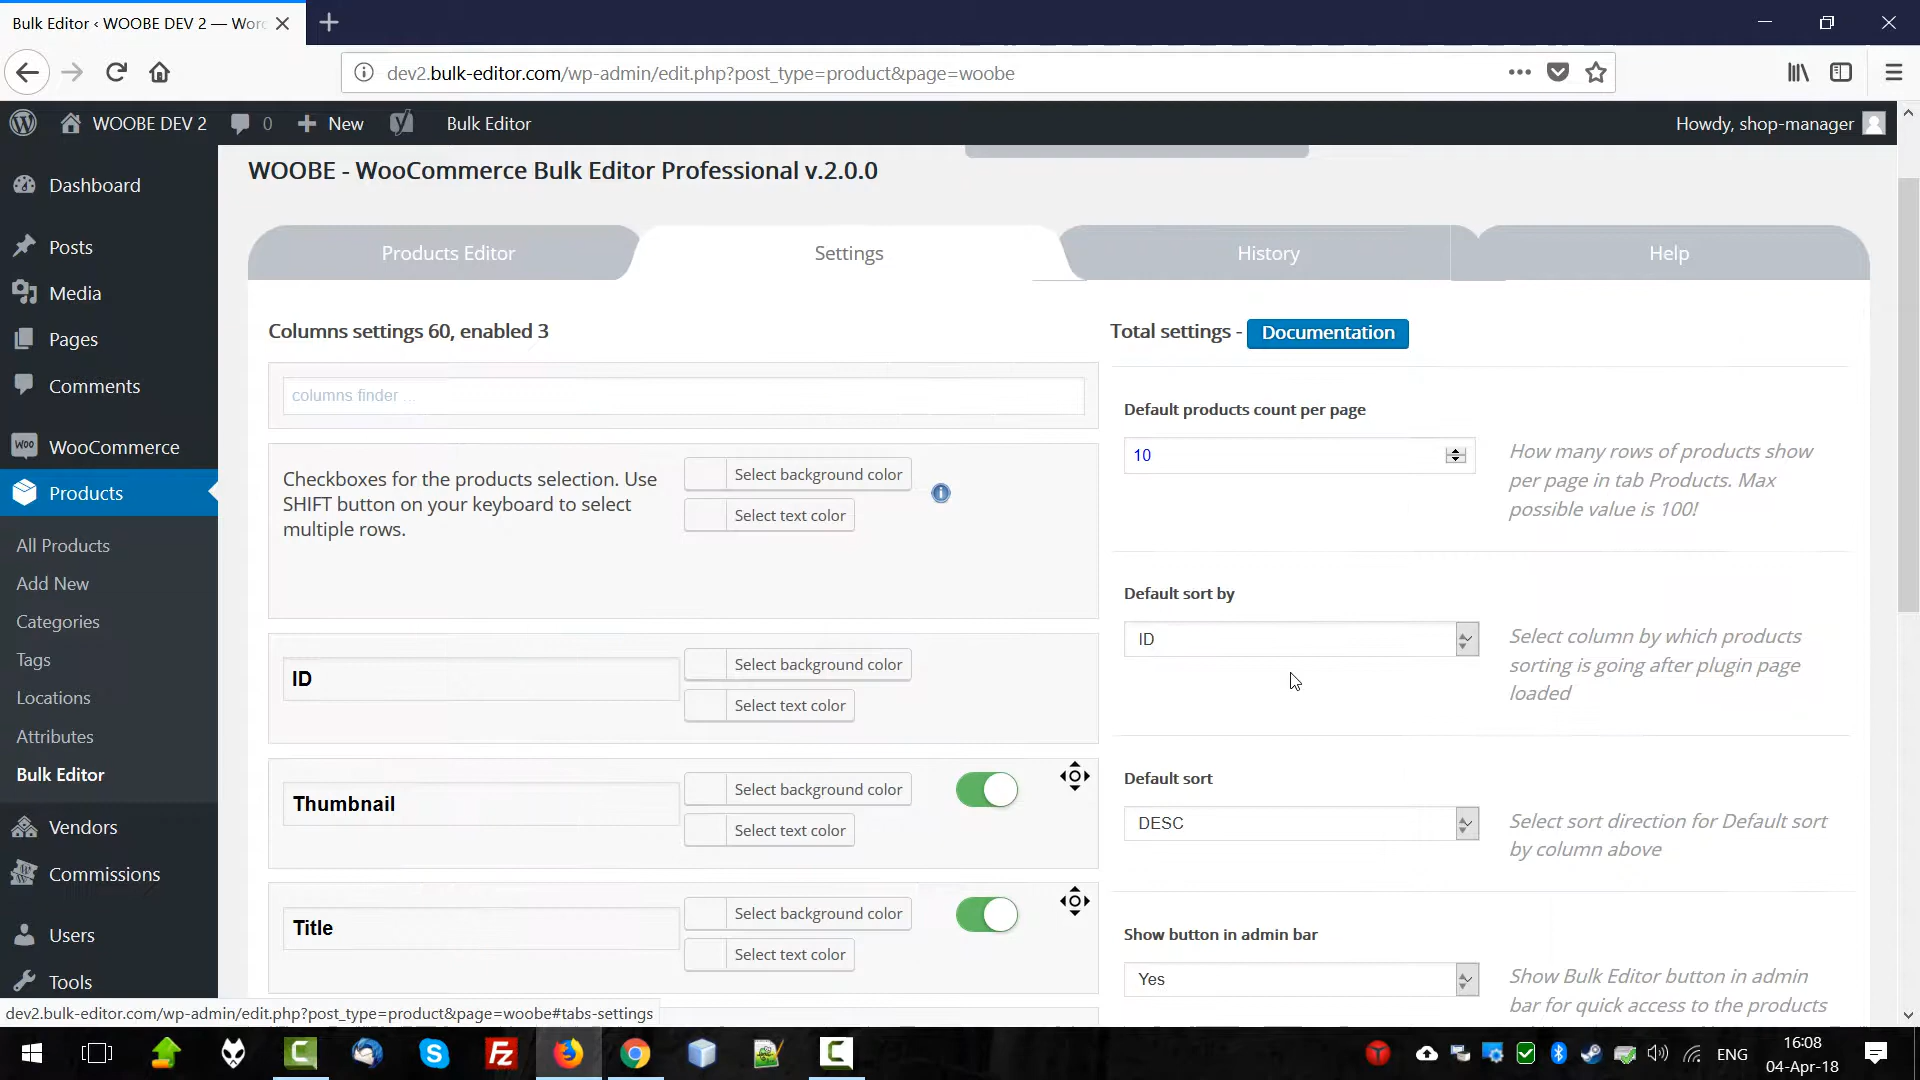 Bulk Editor ‹ WOOBE DEV 2 — Word
dev2.bulk-editor.com/wp-admin/edit.php?post_type=product&page=woobe
WOOBE DEV 2
0
New
Bulk Editor
Howdy, shop-manager
Dashboard
Posts
Media
Pages
Comments
WooCommerce
Products
All Products
Add New
Categories
Tags
Locations
Attributes
Bulk Editor
Vendors
Commissions
Users
Tools
WOOBE - WooCommerce Bulk Editor Professional v.2.0.0
Products Editor
Settings
History
Help
Columns settings 60, enabled 3
columns finder ...
Checkboxes for the products selection. Use
SHIFT button on your keyboard to select
multiple rows.
Select background color
Select text color
ID
Select background color
Select text color
Thumbnail
Select background color
Select text color
Title
Select background color
Select text color
Total settings - Documentation
Default products count per page
10
How many rows of products show
per page in tab Products. Max
possible value is 100!
Default sort by
ID
Select column by which products
sorting is going after plugin page
loaded
Default sort
DESC
Select sort direction for Default sort
by column above
Show button in admin bar
Yes
Show Bulk Editor button in admin
bar for quick access to the products
dev2.bulk-editor.com/wp-admin/edit.php?post_type=product&page=woobe#tabs-settings
ENG
16:08
04-Apr-18